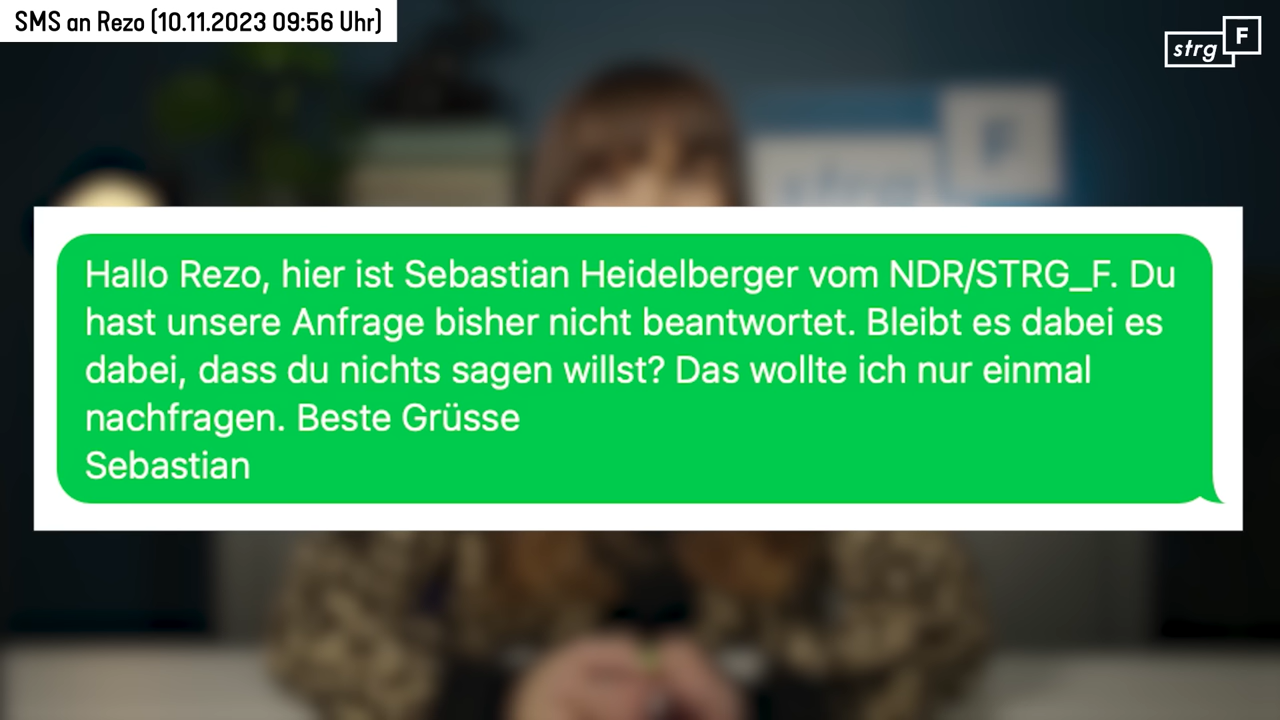 SMS an Rezo (10.11.2023 09:56 Uhr)
strg F
Hallo Rezo, hier ist Sebastian Heidelberger vom NDR/STRG_F. Du
hast unsere Anfrage bisher nicht beantwortet. Bleibt es dabei es
dabei, dass du nichts sagen willst? Das wollte ich nur einmal
nachfragen. Beste Grüsse
Sebastian